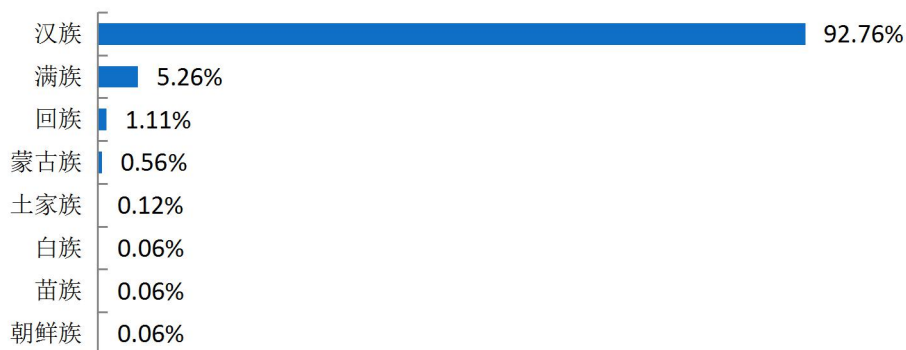 汉族 92.76%
满族 5.26%
回族 1.11%
蒙古族 0.56%
土家族 0.12%
白族 0.06%
苗族 0.06%
朝鲜族 0.06%